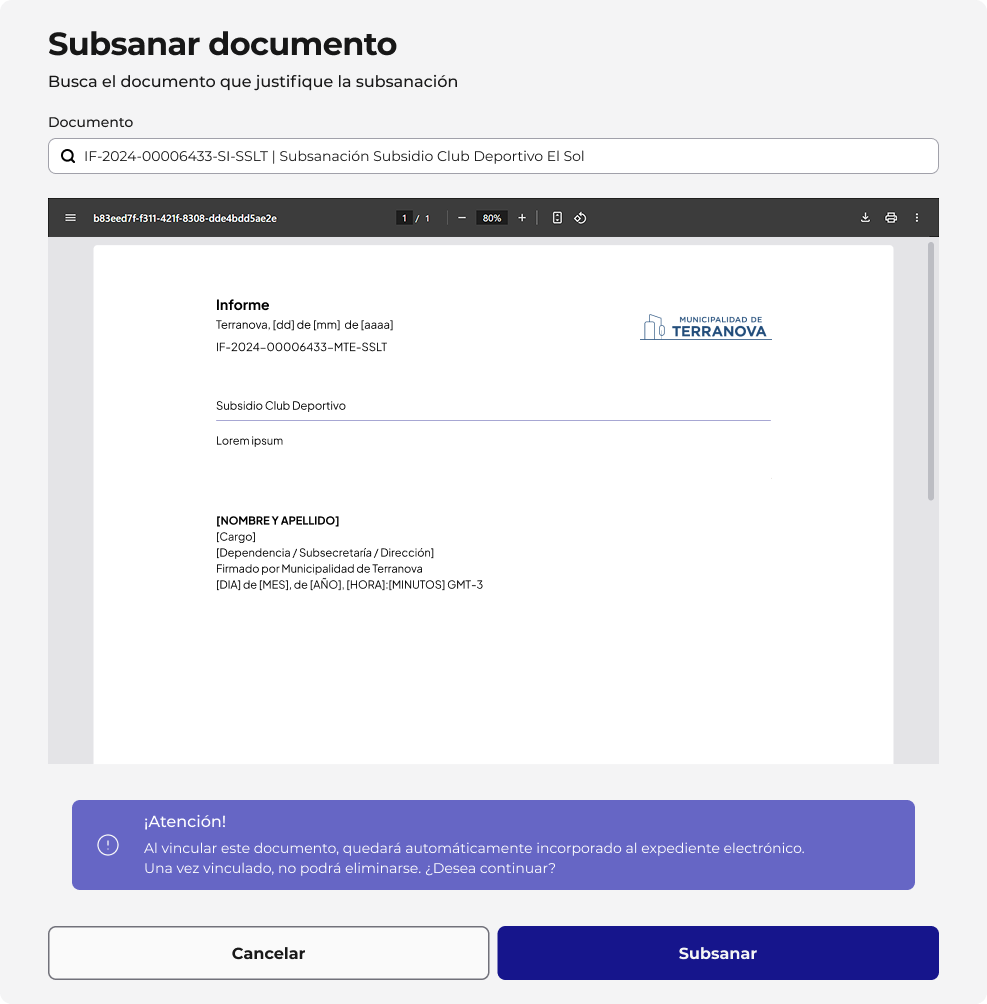 Subsanar documento
Busca el documento que justifique la subsanación
Documento
IF-2024-00006433-SI-SSLT | Subsanación Subsidio Club Deportivo El Sol
b83eed7f-f311-421f-8308-dde4bdd5ae2e 1 / 1 80%
Informe
Terranova, [dd] de [mm] de [aaaa]
IF-2024-00006433-MTE-SSLT
MUNICIPALIDAD DE
TERRANOVA
Subsidio Club Deportivo
Lorem ipsum
[NOMBRE Y APELLIDO]
[Cargo]
[Dependencia / Subsecretaría / Dirección]
Firmado por Municipalidad de Terranova
[DIA] de [MES], de [AÑO], [HORA]:[MINUTOS] GMT-3
¡Atención!
Al vincular este documento, quedará automáticamente incorporado al expediente electrónico.
Una vez vinculado, no podrá eliminarse. ¿Desea continuar?
Cancelar
Subsanar